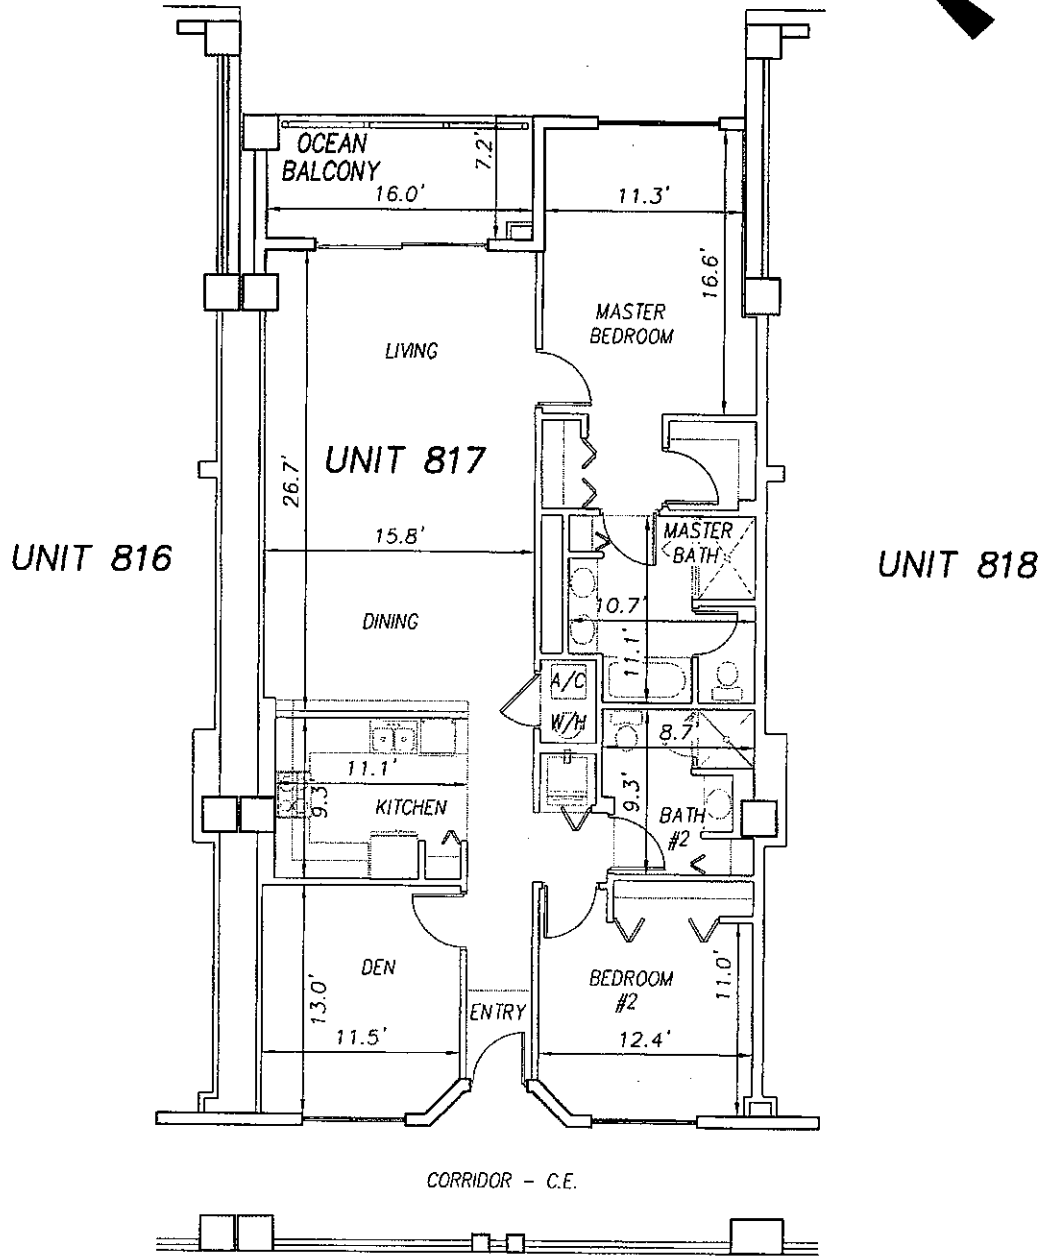 OCEAN
BALCONY
7.2'
16.0'
11.3'
16.6'
MASTER
BEDROOM
LIVING
UNIT 817
26.7'
15.8'
UNIT 816
MASTER
BATH
UNIT 818
10.7'
11.1'
DINING
A/C
W/H
8.7'
11.1'
9.3'
KITCHEN
9.3'
BATH
#2
DEN
13.0'
11.5'
ENTRY
BEDROOM
#2
11.0'
12.4'
CORRIDOR - C.E.